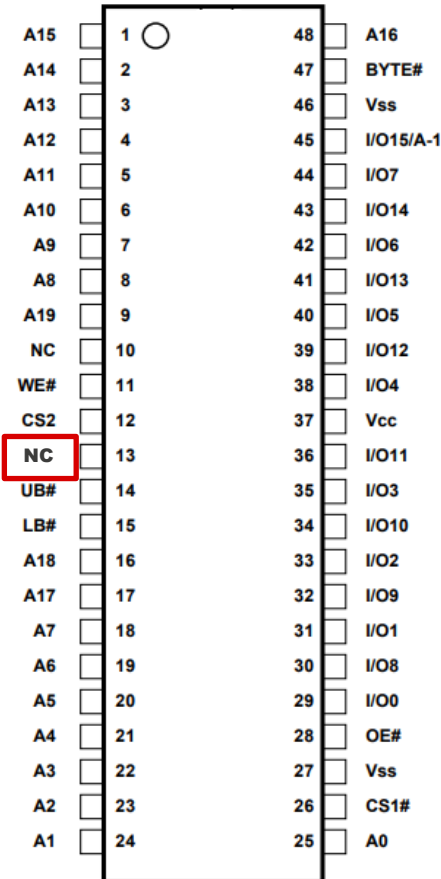 A15 1 48 A16
A14 2 47 BYTE#
A13 3 46 Vss
A12 4 45 I/O15/A-1
A11 5 44 I/O7
A10 6 43 I/O14
A9 7 42 I/O6
A8 8 41 I/O13
A19 9 40 I/O5
NC 10 39 I/O12
WE# 11 38 I/O4
CS2 12 37 Vcc
NC 13 36 I/O11
UB# 14 35 I/O3
LB# 15 34 I/O10
A18 16 33 I/O2
A17 17 32 I/O9
A7 18 31 I/O1
A6 19 30 I/O8
A5 20 29 I/O0
A4 21 28 OE#
A3 22 27 Vss
A2 23 26 CS1#
A1 24 25 A0